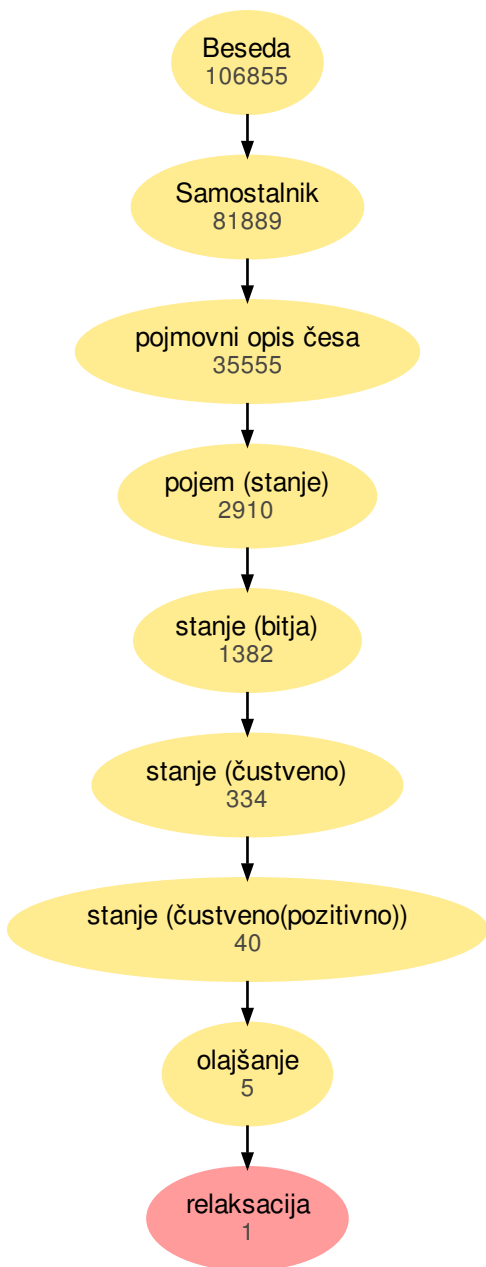 Beseda
106855
Samostalnik
81889
pojmovni opis česa
35555
pojem (stanje)
2910
stanje (bitja)
1382
stanje (čustveno)
334
stanje (čustveno(pozitivno))
40
olajšanje
5
relaksacija
1